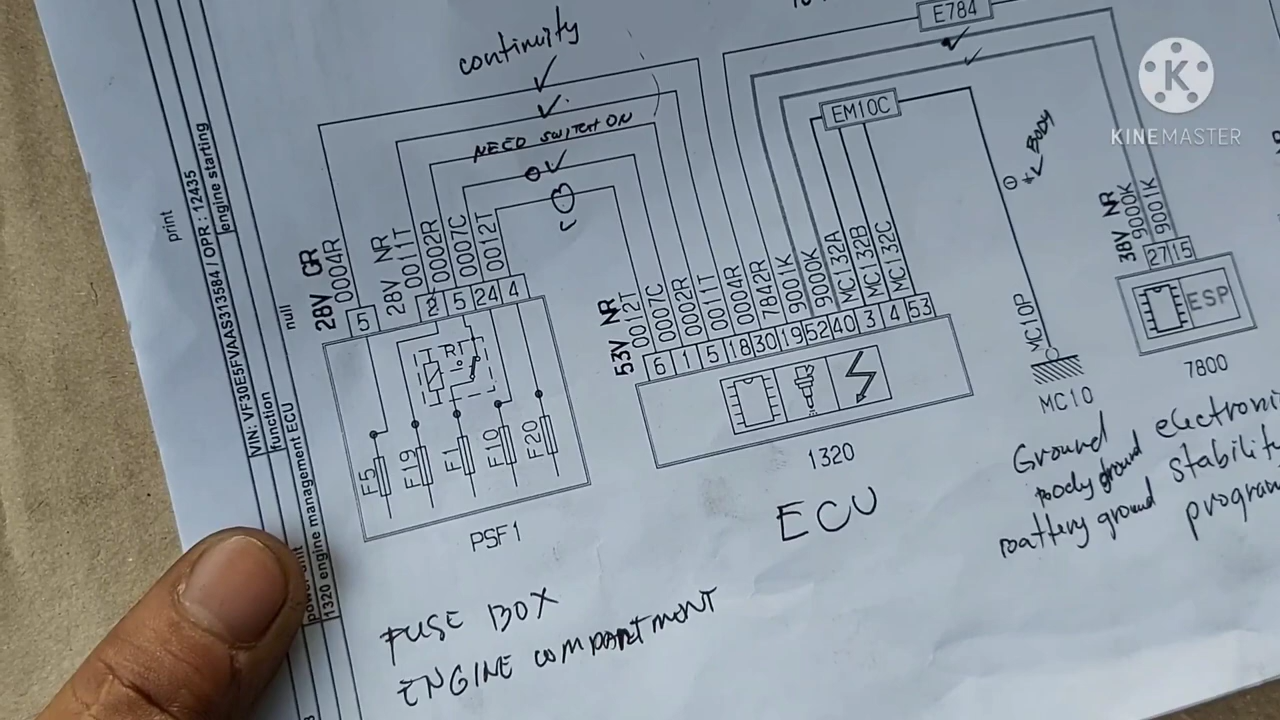 continuity
E784
KINEMASTER
NEED SWITCH ON
EM10C
BODY
print
VIN: VF30E5FVAAS313584 / OPR : 12435
engine starting
function
null
1320 engine management ECU
28V GR
0004R
28V NR
0011T
0002R
0007C
0012T
5
2 5 24 4
R1
F5
F19
F1
F10
F20
PSF1
53V NR
0012T
0007C
0002R
0011T
0004R
7842R
9001K
9000K
MC132A
MC132B
MC132C
6 1 5 18 30 19 52 40 3 4 53
1320
ECU
MC10P
MC10
38V NR
9000K
9001K
27 15
ESP
7800
Ground
body ground
battery ground
stability
FUSE BOX
ENGINE COMPARTMENT